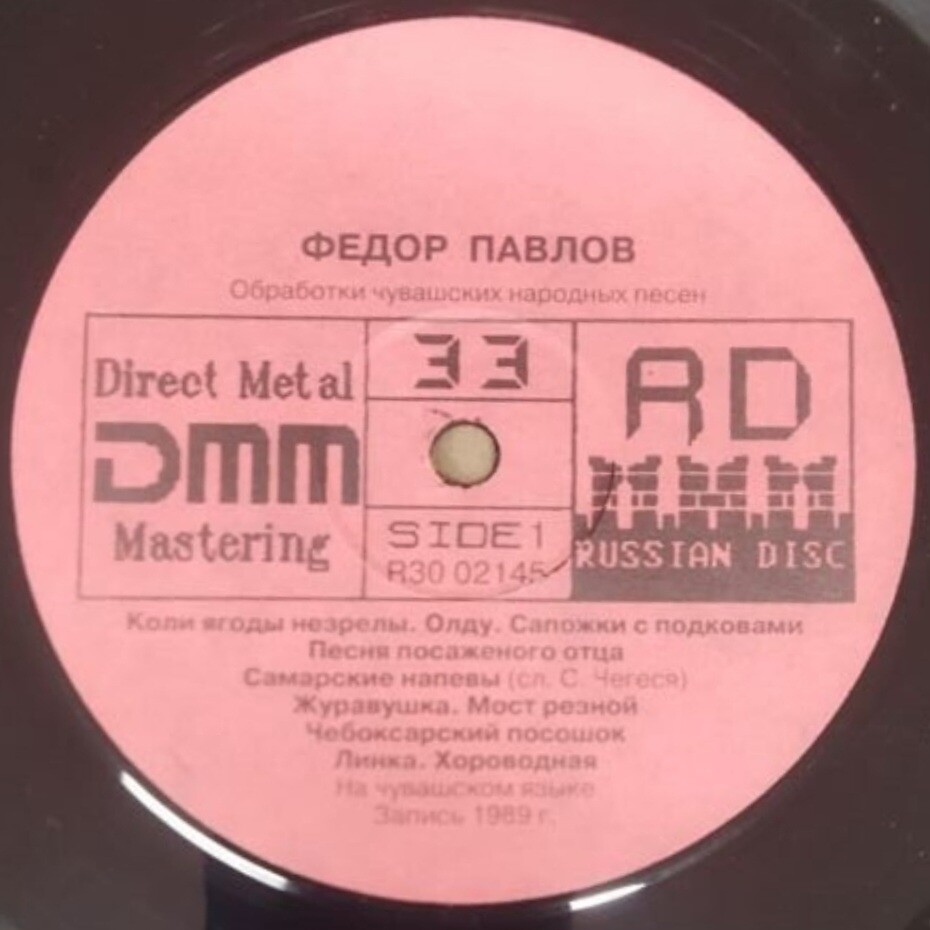 ФЕДОР ПАВЛОВ
Обработки чувашских народных песен
Direct Metal
DMM
Mastering
33
SIDE 1
R30 02145
RD
RUSSIAN DISC
Коли ягоды незрелы. Олду. Сапожки с подковами
Песня посаженого отца
Самарские напевы (сл. С. Чегеся)
Журавушка. Мост резной
Чебоксарский посошок
Линка. Хороводная
На чувашском языке
Запись 1989 г.